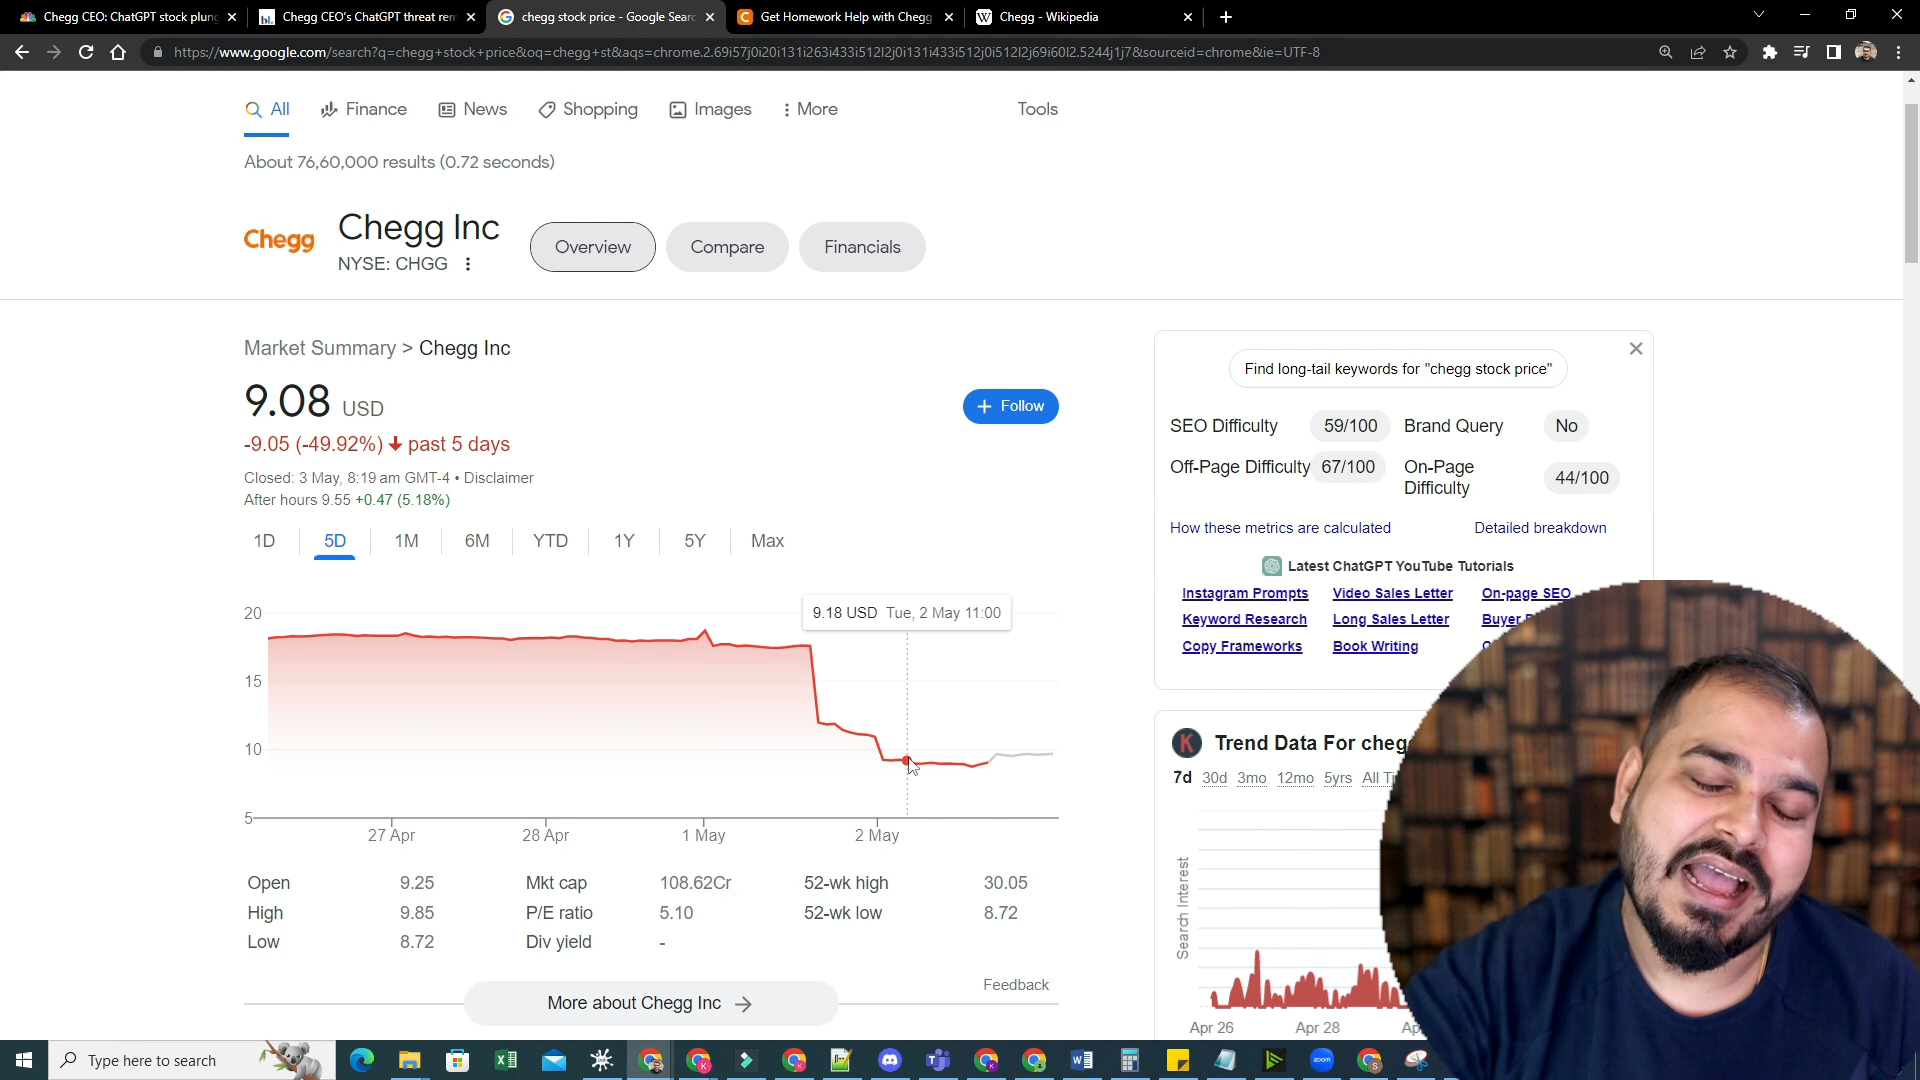 Chegg CEO: ChatGPT stock plung
Chegg CEO's ChatGPT threat rem
chegg stock price - Google Searc
Get Homework Help with Chegg
Chegg - Wikipedia
https://www.google.com/search?q=chegg+stock+price&oq=chegg+st&aqs=chrome.2.69i57j0i20i131i263i433i512l2j0i131i433i512j0i512l2j69i60l2.5244j1j7&sourceid=chrome&ie=UTF-8
All Finance News Shopping Images More Tools
About 76,60,000 results (0.72 seconds)
Chegg
Chegg Inc
NYSE: CHGG
Overview Compare Financials
Market Summary > Chegg Inc
9.08 USD
+ Follow
-9.05 (-49.92%) past 5 days
Closed: 3 May, 8:19 am GMT-4 • Disclaimer
After hours 9.55 +0.47 (5.18%)
1D 5D 1M 6M YTD 1Y 5Y Max
9.18 USD Tue, 2 May 11:00
20
15
10
5
27 Apr 28 Apr 1 May 2 May
Open 9.25 Mkt cap 108.62Cr 52-wk high 30.05
High 9.85 P/E ratio 5.10 52-wk low 8.72
Low 8.72 Div yield -
Feedback
More about Chegg Inc
Find long-tail keywords for "chegg stock price"
SEO Difficulty 59/100 Brand Query No
Off-Page Difficulty 67/100 On-Page Difficulty 44/100
How these metrics are calculated Detailed breakdown
Latest ChatGPT YouTube Tutorials
Instagram Prompts Video Sales Letter On-page SEO
Keyword Research Long Sales Letter Buyer
Copy Frameworks Book Writing
K Trend Data For cheg
7d 30d 3mo 12mo 5yrs All Ti
Search Interest
Apr 26 Apr 28 Ap
Type here to search
zoom